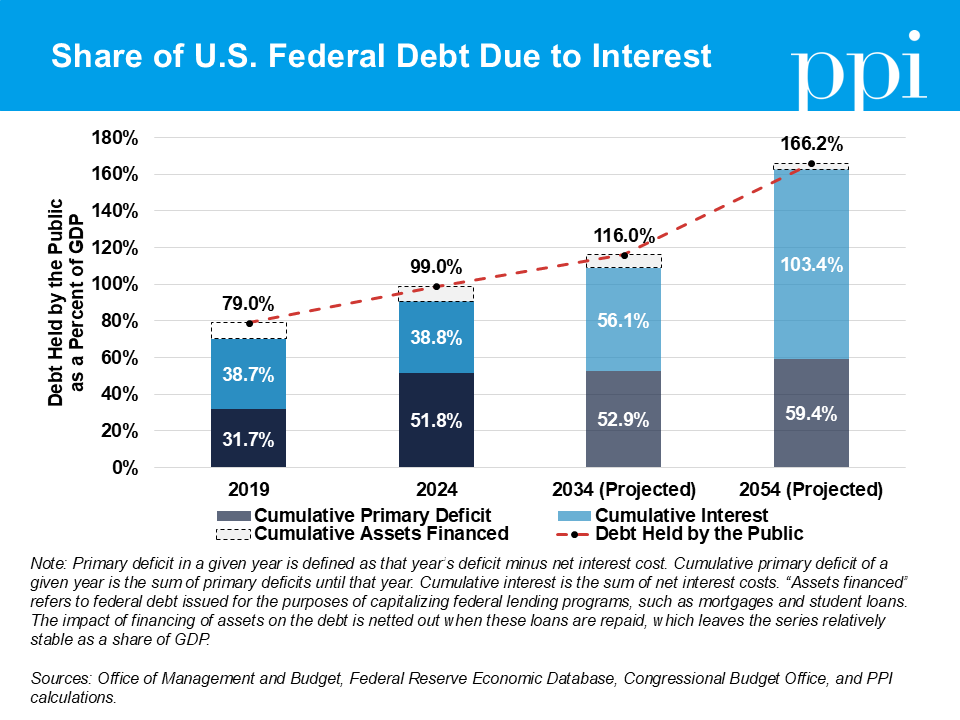 Share of U.S. Federal Debt Due to Interest
ppi
Debt Held by the Public
as a Percent of GDP
180%
160%
140%
120%
100%
80%
60%
40%
20%
0%
79.0%
38.7%
31.7%
99.0%
38.8%
51.8%
116.0%
56.1%
52.9%
166.2%
103.4%
59.4%
2019 2024 2034 (Projected) 2054 (Projected)
Cumulative Primary Deficit Cumulative Interest
Cumulative Assets Financed Debt Held by the Public
Note: Primary deficit in a given year is defined as that year's deficit minus net interest cost. Cumulative primary deficit of a
given year is the sum of primary deficits until that year. Cumulative interest is the sum of net interest costs. “Assets financed”
refers to federal debt issued for the purposes of capitalizing federal lending programs, such as mortgages and student loans.
The impact of financing of assets on the debt is netted out when these loans are repaid, which leaves the series relatively
stable as a share of GDP.
Sources: Office of Management and Budget, Federal Reserve Economic Database, Congressional Budget Office, and PPI
calculations.